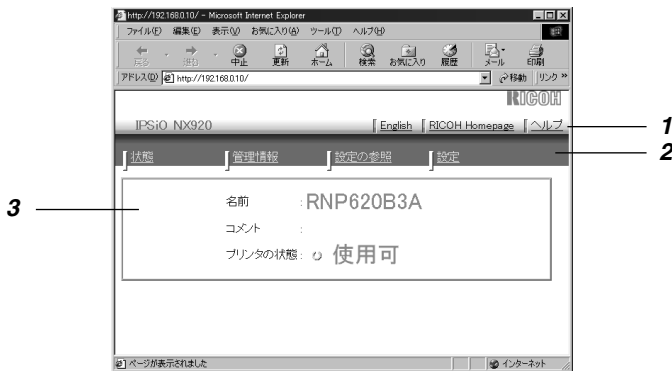 http://192.168.0.10/ - Microsoft Internet Explorer
ファイル(F) 編集(E) 表示(V) お気に入り(A) ツール(T) ヘルプ(H)
戻る 進む 中止 更新 ホーム 検索 お気に入り 履歴 メール 印刷
アドレス(D) http://192.168.0.10/ 移動 リンク »
RICOH
IPSiO NX920 English RICOH Homepage ヘルプ 1
状態 管理情報 設定の参照 設定 2
3 名前 : RNP620B3A
コメント :
プリンタの状態 : 使用可
ページが表示されました インターネット